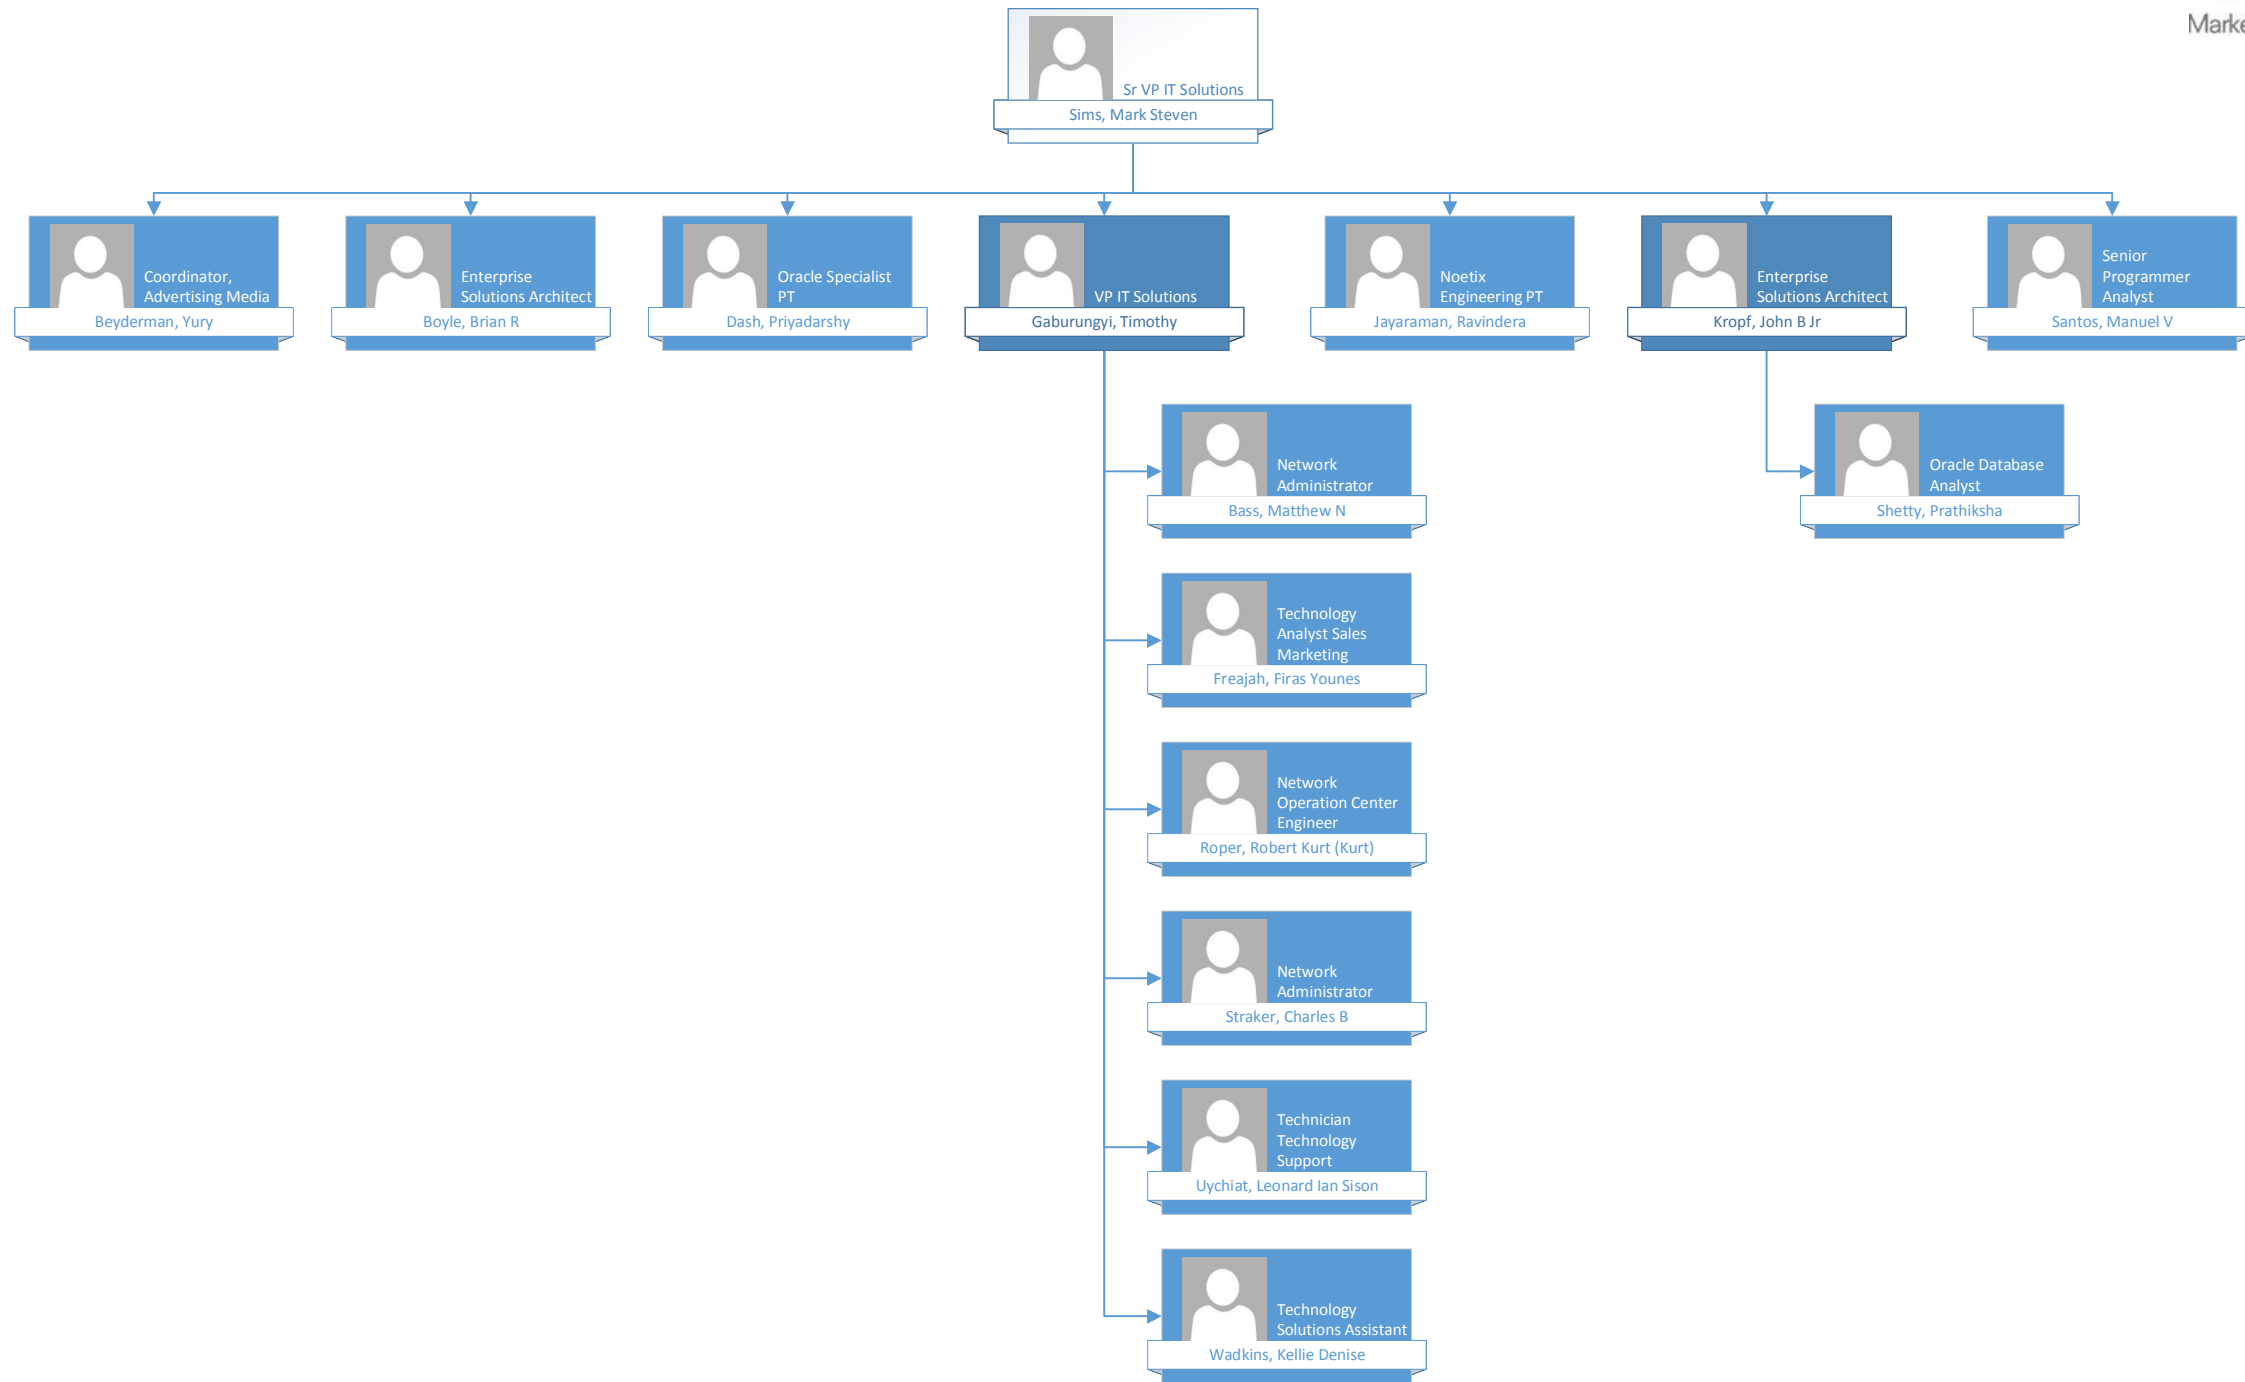 Marke
Sr VP IT Solutions
Sims, Mark Steven
Coordinator,
Advertising Media
Beyderman, Yury
Enterprise
Solutions Architect
Boyle, Brian R
Oracle Specialist
PT
Dash, Priyadarshy
VP IT Solutions
Gaburungyi, Timothy
Noetix
Engineering PT
Jayaraman, Ravindera
Enterprise
Solutions Architect
Kropf, John B Jr
Senior
Programmer
Analyst
Santos, Manuel V
Network
Administrator
Bass, Matthew N
Oracle Database
Analyst
Shetty, Prathiksha
Technology
Analyst Sales
Marketing
Freajah, Firas Younes
Network
Operation Center
Engineer
Roper, Robert Kurt (Kurt)
Network
Administrator
Straker, Charles B
Technician
Technology
Support
Uychiat, Leonard Ian Sison
Technology
Solutions Assistant
Wadkins, Kellie Denise